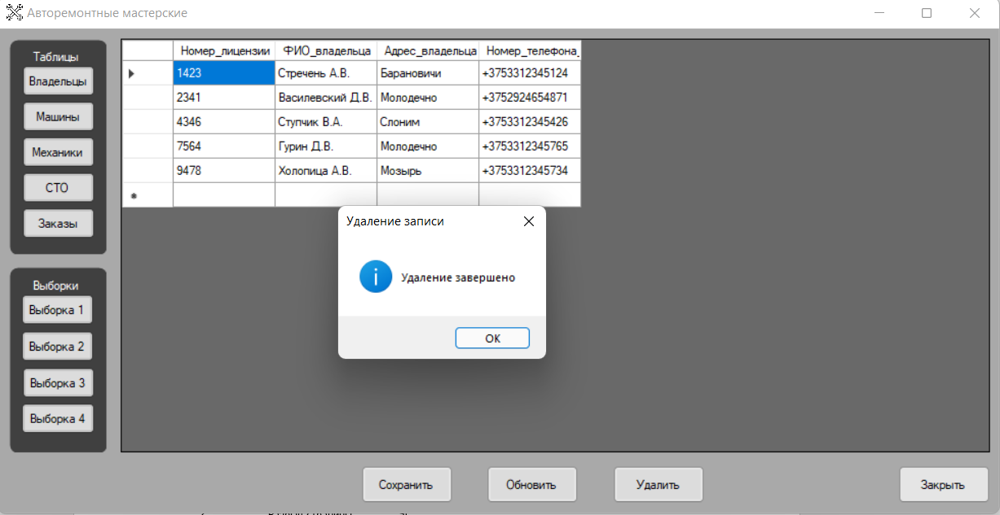 Авторемонтные мастерские
Таблицы
Владельцы
Машины
Механики
СТО
Заказы
Выборки
Выборка 1
Выборка 2
Выборка 3
Выборка 4
Номер_лицензии ФИО_владельца Адрес_владельца Номер_телефона_
1423 Стречень А.В. Барановичи +3753312345124
2341 Василевский Д.В. Молодечно +3752924654871
4346 Ступчик В.А. Слоним +3753312345426
7564 Гурин Д.В. Молодечно +3753312345765
9478 Холопица А.В. Мозырь +3753312345734
Удаление записи
Удаление завершено
ОК
Сохранить Обновить Удалить Закрыть